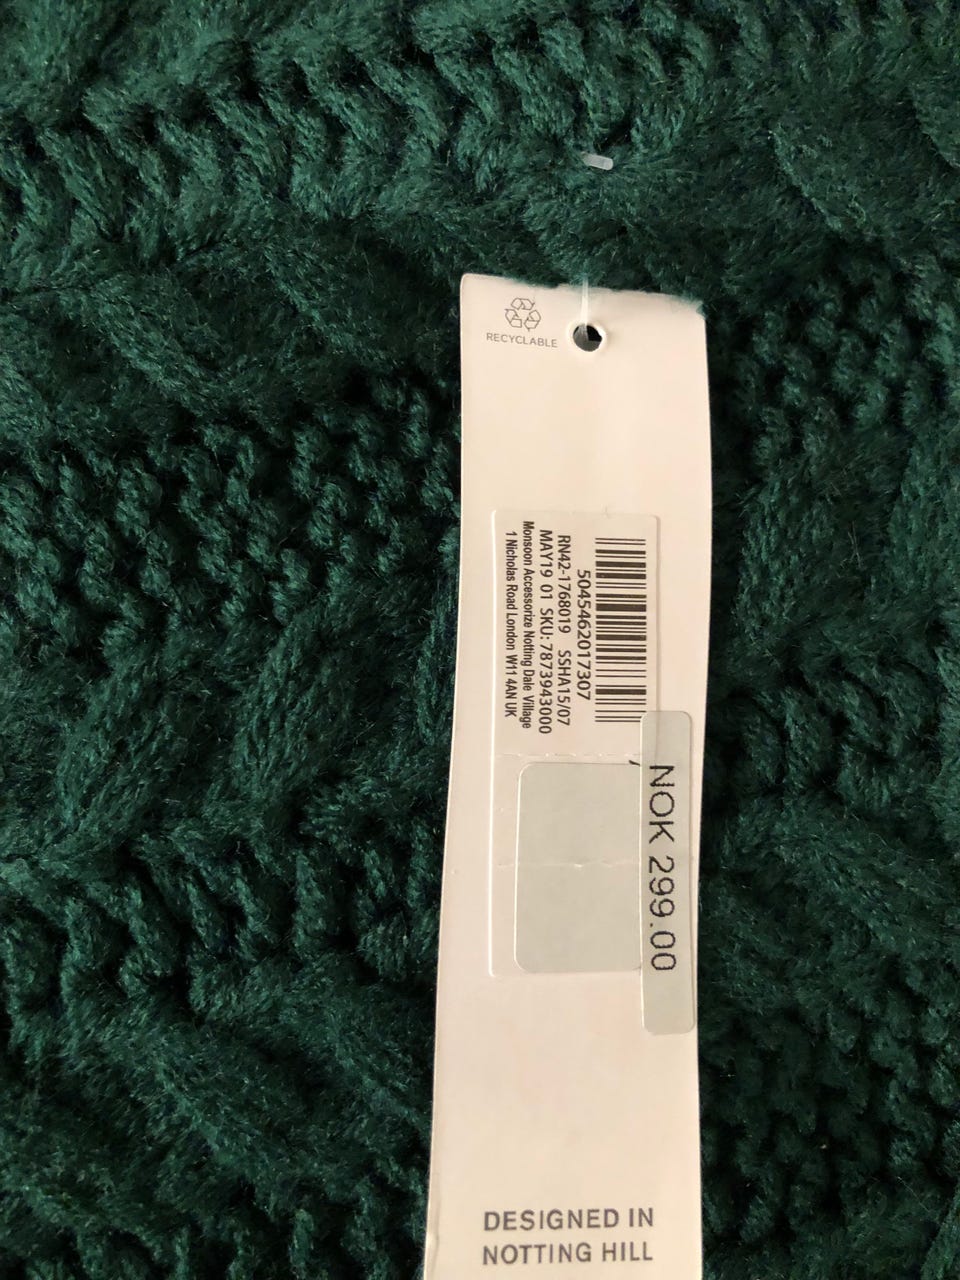 RECYCLABLE
5045462017307
RN42-1768019 SSHA15/07
MAY19 01 SKU: 7873943000
Monsoon Accessorize Notting Dale Village
1 Nicholas Road London W11 4AN UK
NOK 299.00
DESIGNED IN
NOTTING HILL